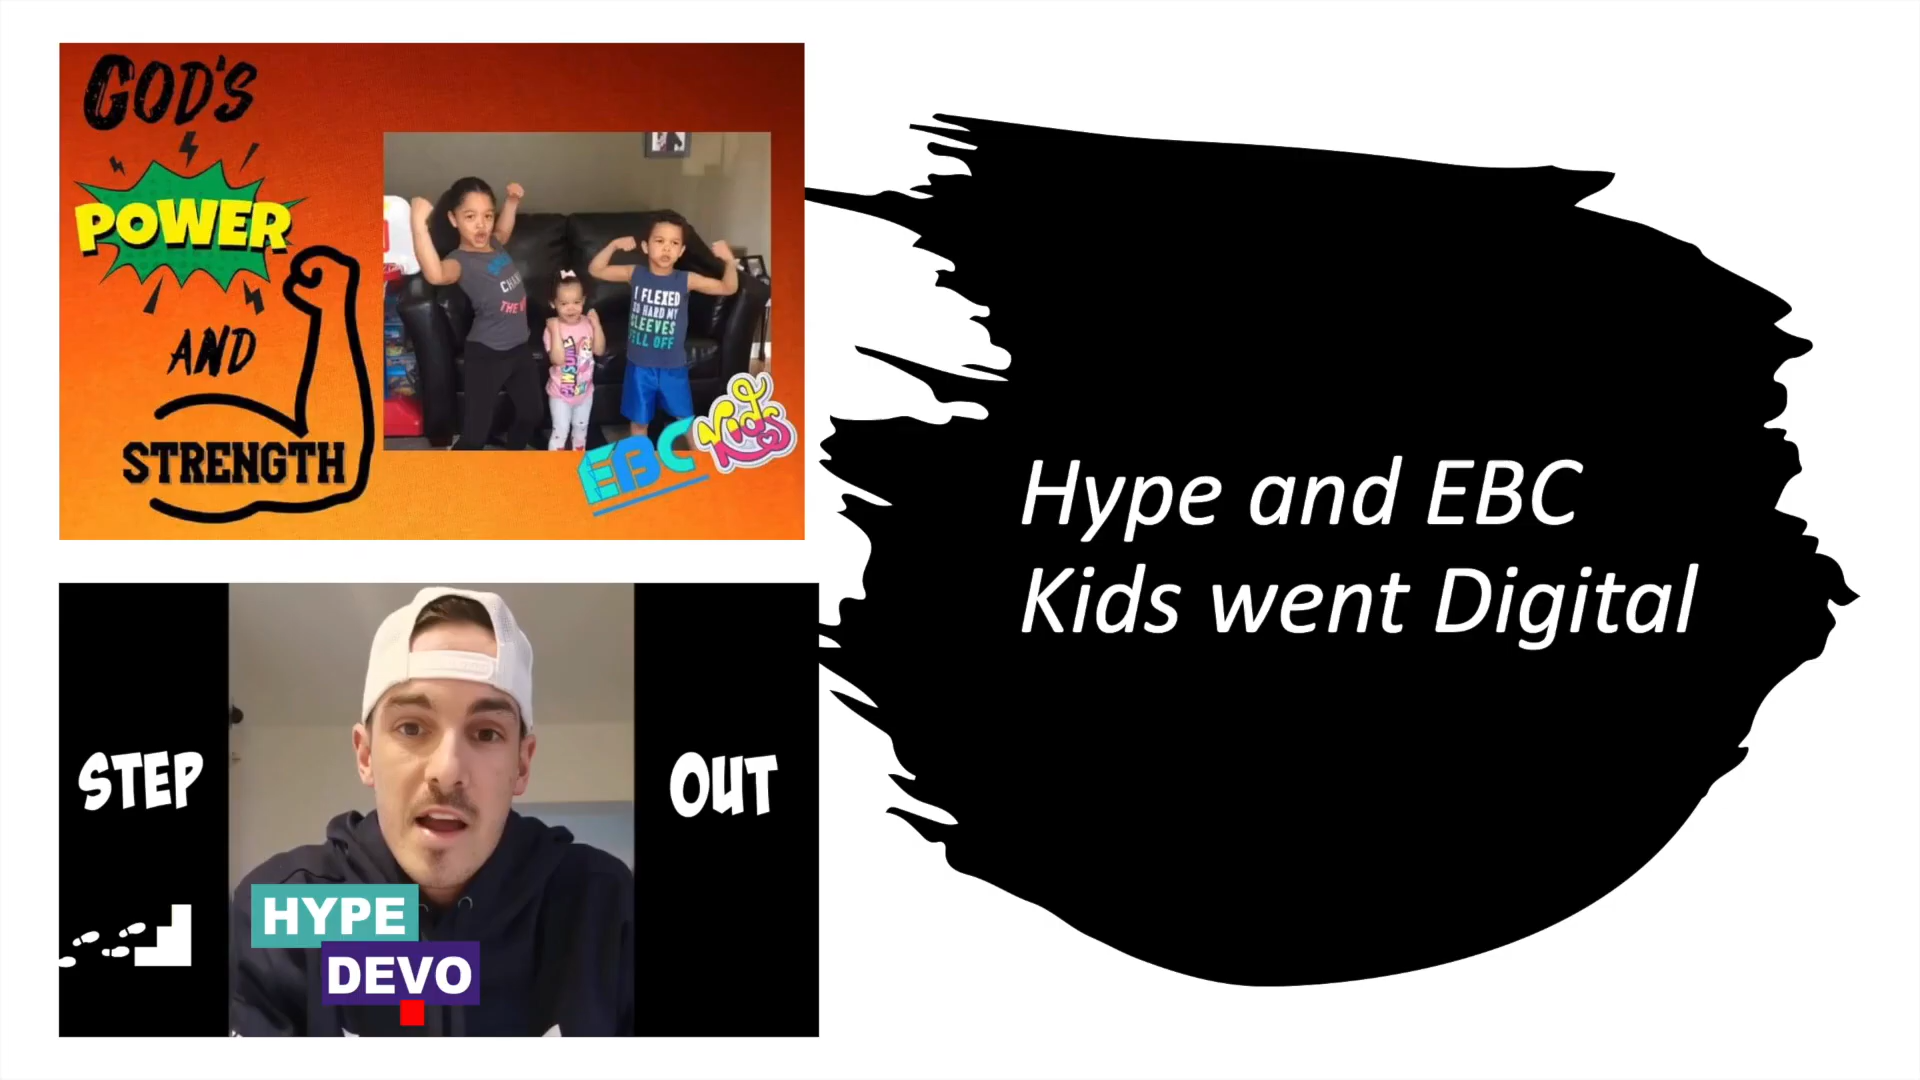 GOD'S
POWER
AND
STRENGTH
I FLEXED
SO HARD MY
SLEEVES
FELL OFF
EBC Kids
STEP
OUT
HYPE
DEVO
Hype and EBC
Kids went Digital